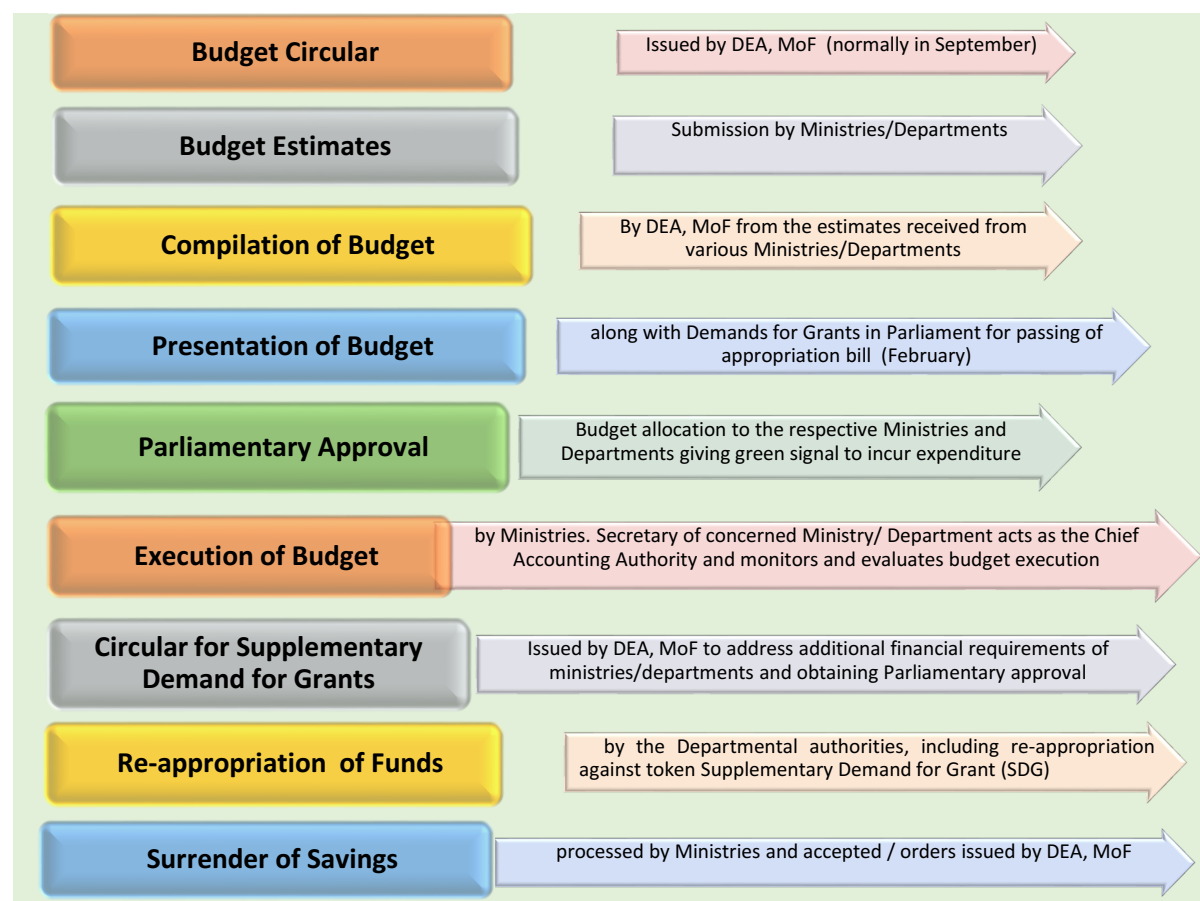 Budget Circular
Issued by DEA, MoF (normally in September)
Budget Estimates
Submission by Ministries/Departments
Compilation of Budget
By DEA, MoF from the estimates received from
various Ministries/Departments
Presentation of Budget
along with Demands for Grants in Parliament for passing of
appropriation bill (February)
Parliamentary Approval
Budget allocation to the respective Ministries and
Departments giving green signal to incur expenditure
Execution of Budget
by Ministries. Secretary of concerned Ministry/ Department acts as the Chief
Accounting Authority and monitors and evaluates budget execution
Circular for Supplementary
Demand for Grants
Issued by DEA, MoF to address additional financial requirements of
ministries/departments and obtaining Parliamentary approval
Re-appropriation of Funds
by the Departmental authorities, including re-appropriation
against token Supplementary Demand for Grant (SDG)
Surrender of Savings
processed by Ministries and accepted / orders issued by DEA, MoF